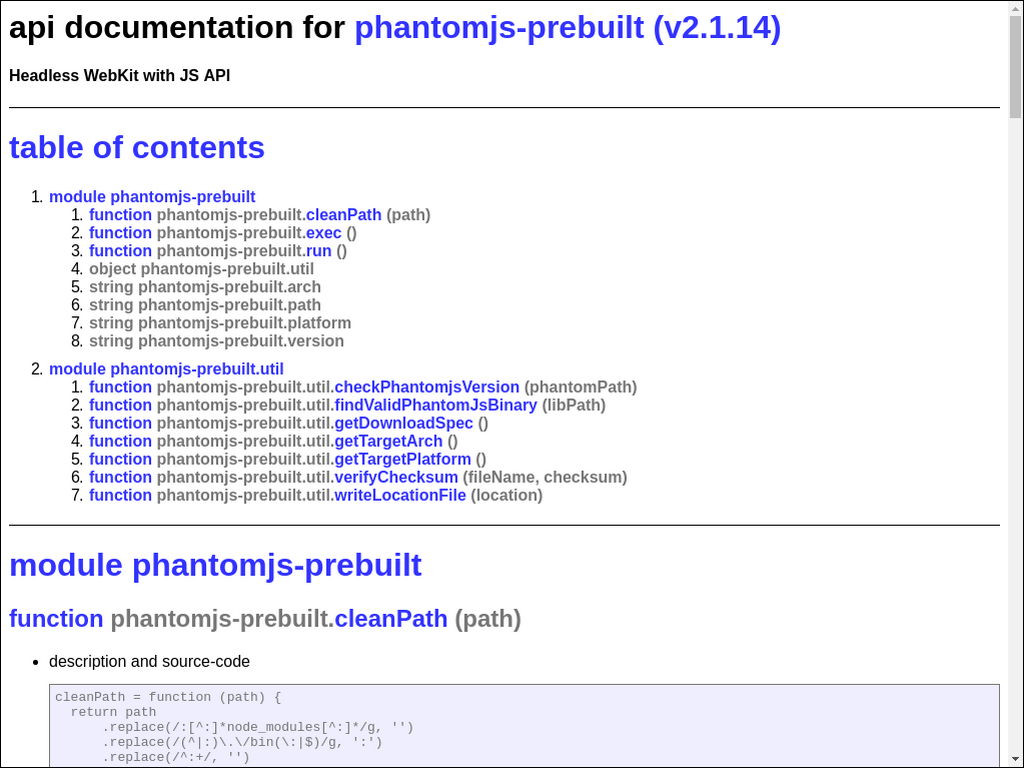 api documentation for phantomjs-prebuilt (v2.1.14)
Headless WebKit with JS API
table of contents
1. module phantomjs-prebuilt
1. function phantomjs-prebuilt.cleanPath (path)
2. function phantomjs-prebuilt.exec ()
3. function phantomjs-prebuilt.run ()
4. object phantomjs-prebuilt.util
5. string phantomjs-prebuilt.arch
6. string phantomjs-prebuilt.path
7. string phantomjs-prebuilt.platform
8. string phantomjs-prebuilt.version
2. module phantomjs-prebuilt.util
1. function phantomjs-prebuilt.util.checkPhantomjsVersion (phantomPath)
2. function phantomjs-prebuilt.util.findValidPhantomJsBinary (libPath)
3. function phantomjs-prebuilt.util.getDownloadSpec ()
4. function phantomjs-prebuilt.util.getTargetArch ()
5. function phantomjs-prebuilt.util.getTargetPlatform ()
6. function phantomjs-prebuilt.util.verifyChecksum (fileName, checksum)
7. function phantomjs-prebuilt.util.writeLocationFile (location)
module phantomjs-prebuilt
function phantomjs-prebuilt.cleanPath (path)
• description and source-code
cleanPath = function (path) {
  return path
      .replace(/:[^:]*node_modules[^:]*/g, '')
      .replace(/(^|:)\.\/bin(\:|$)/g, ':')
      .replace(/^:+/, '')